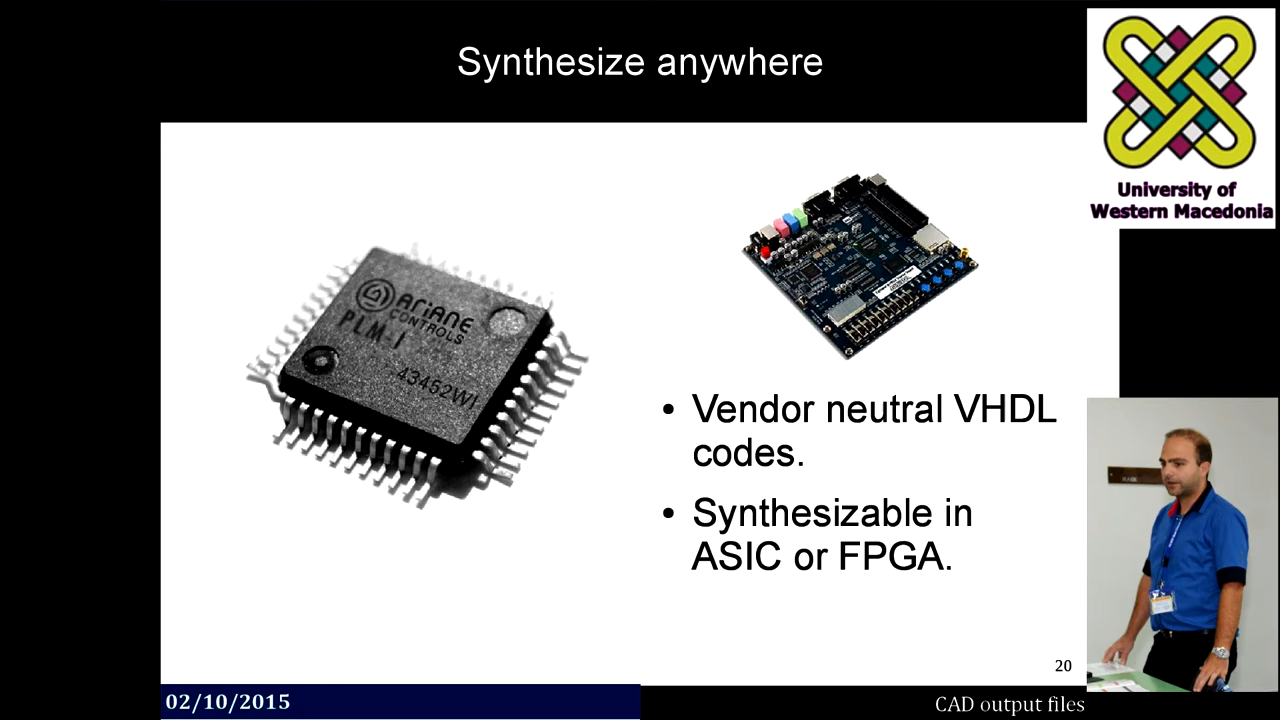 Synthesize anywhere
University of
Western Macedonia
ARIANE
CONTROLS
PLM-1
43452WI
• Vendor neutral VHDL
codes.
• Synthesizable in
ASIC or FPGA.
20
02/10/2015
CAD output files